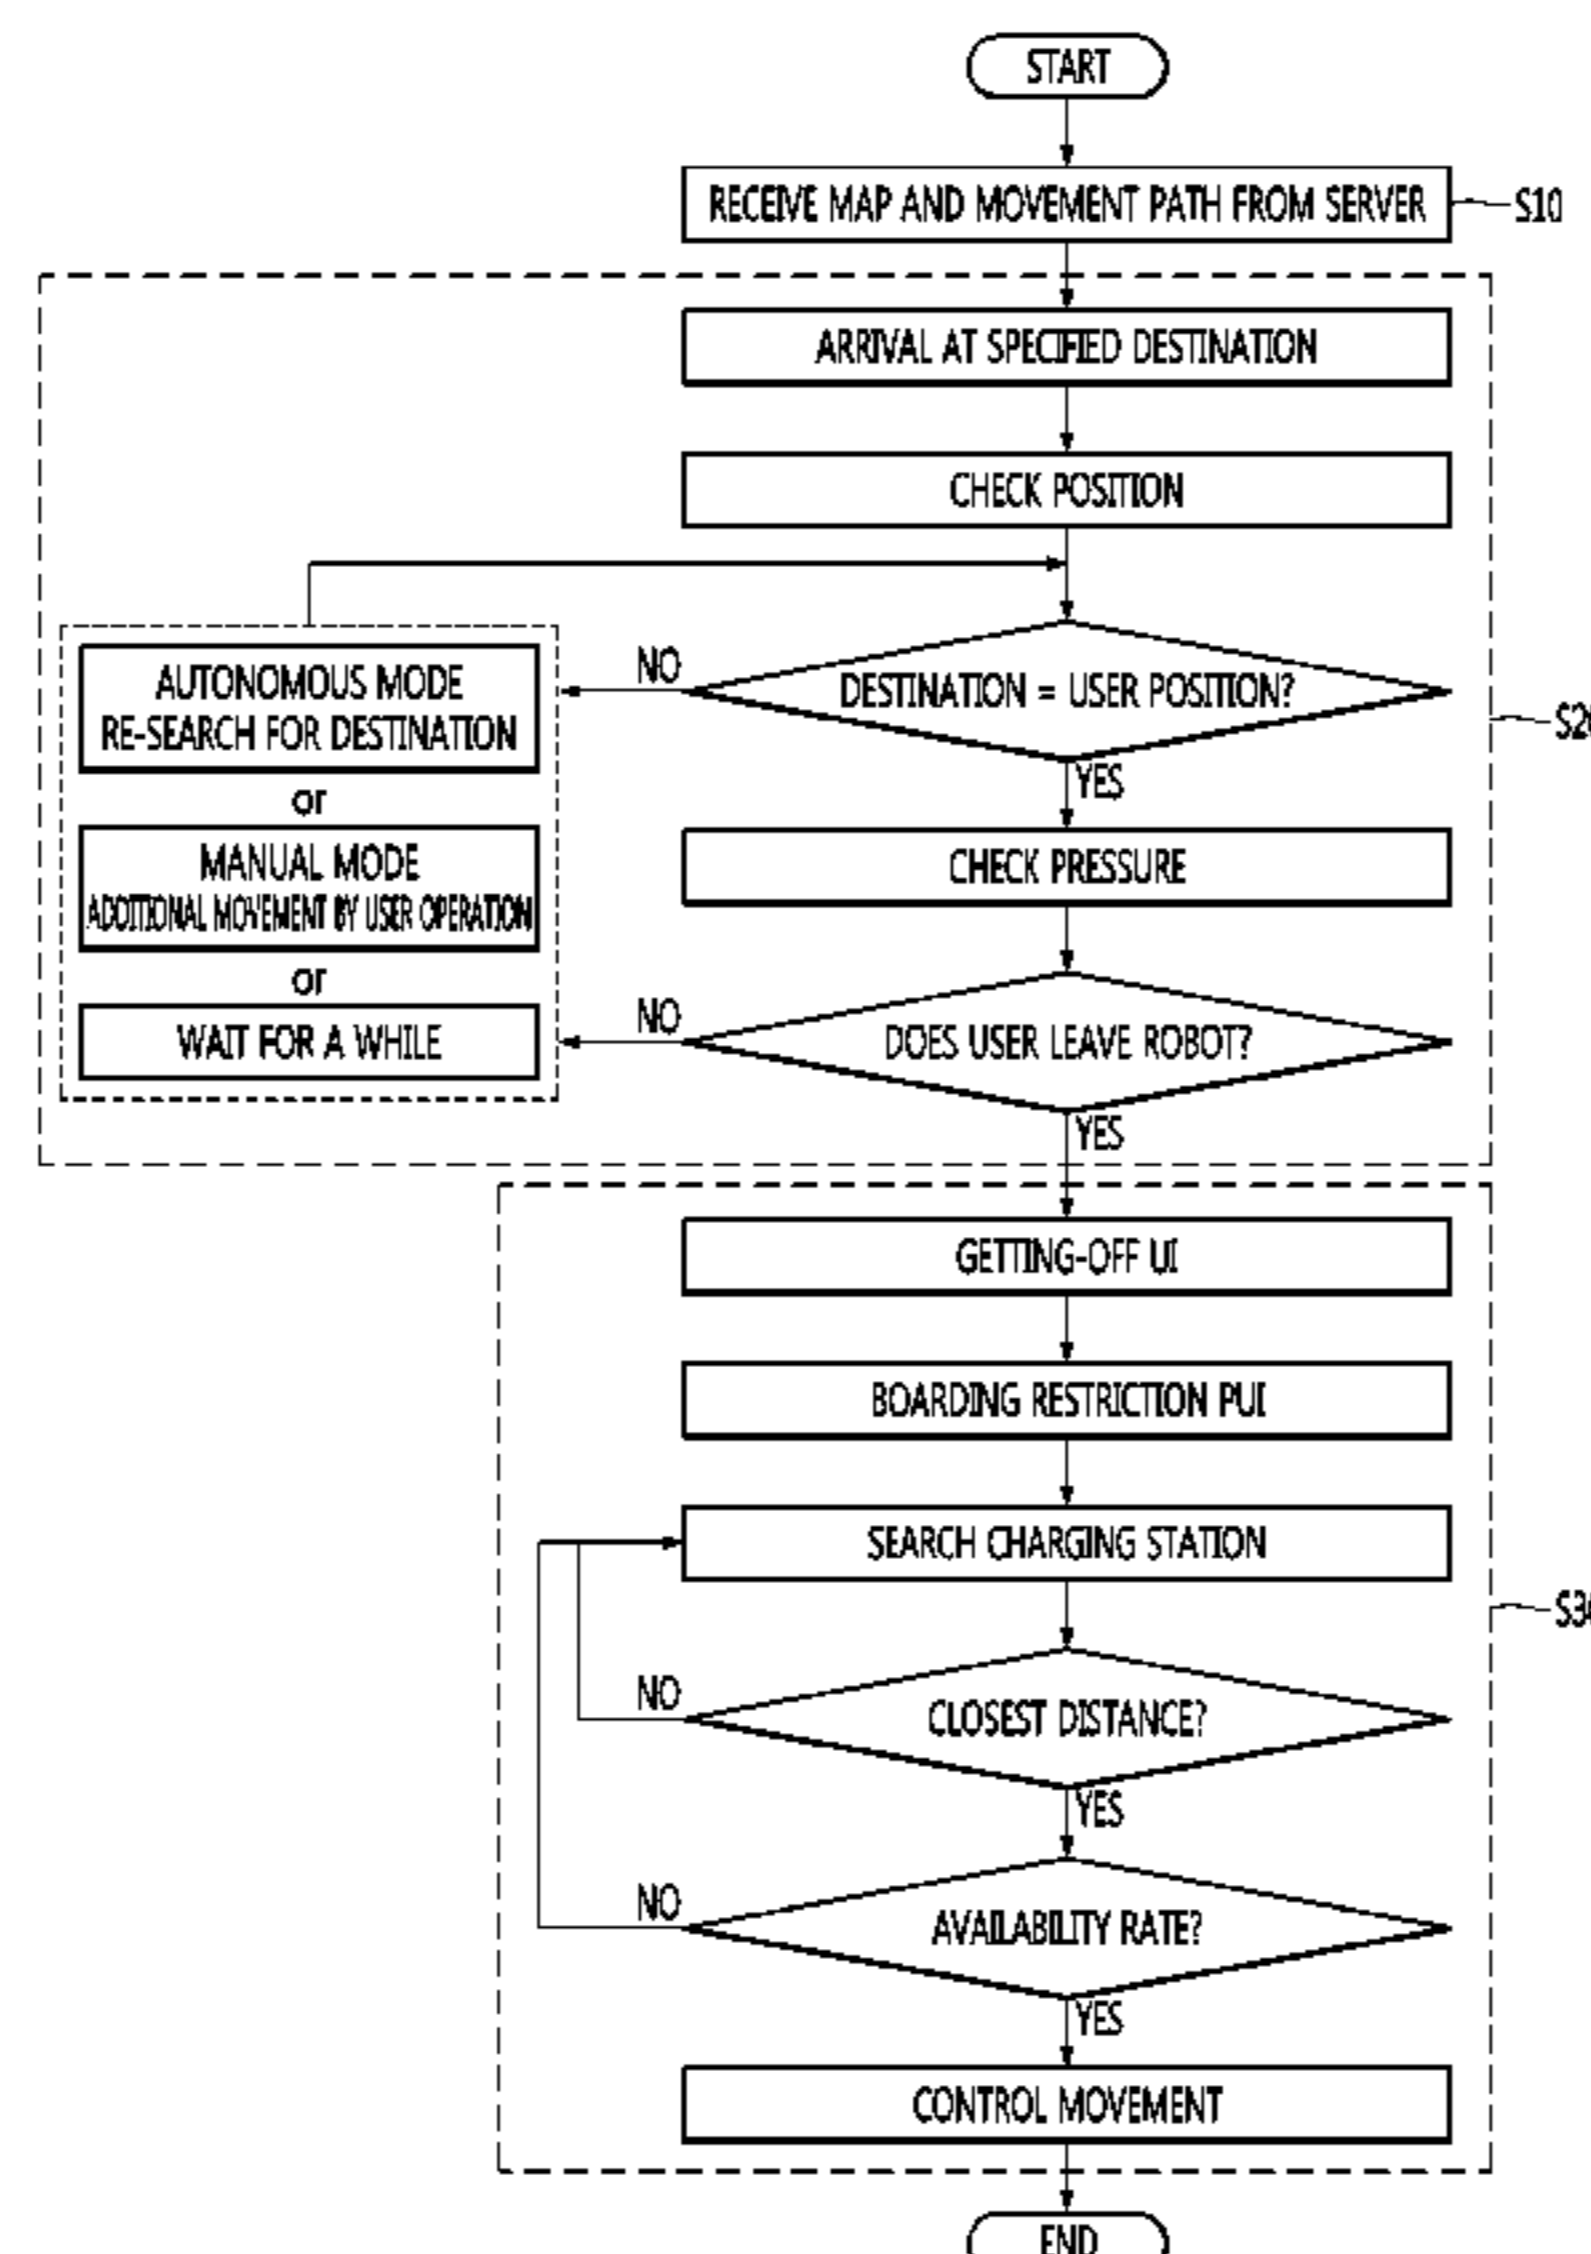 START
RECEIVE MAP AND MOVEMENT PATH FROM SERVER
S10
ARRIVAL AT SPECIFIED DESTINATION
CHECK POSITION
NO
DESTINATION = USER POSITION?
AUTONOMOUS MODE
RE-SEARCH FOR DESTINATION
YES
or
CHECK PRESSURE
MANUAL MODE
ADDITIONAL MOVEMENT BY USER OPERATION
or
NO
DOES USER LEAVE ROBOT?
WAIT FOR A WHILE
YES
GETTING-OFF UI
BOARDING RESTRICTION PUI
SEARCH CHARGING STATION
NO
CLOSEST DISTANCE?
YES
NO
AVAILABILITY RATE?
YES
CONTROL MOVEMENT
END